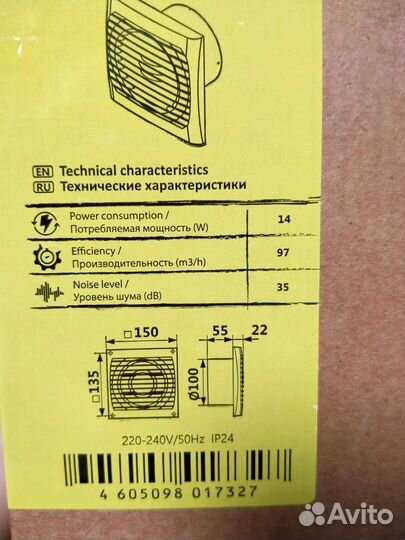 EN Technical characteristics
RU Технические характеристики
Power consumption / 14
Потребляемая мощность (W)
Efficiency / 97
Производительность (m3/h)
Noise level / 35
Уровень шума (dB)
□150 55 22
□135 Ø100
220-240V/50Hz IP24
4 605098 017327
Avito